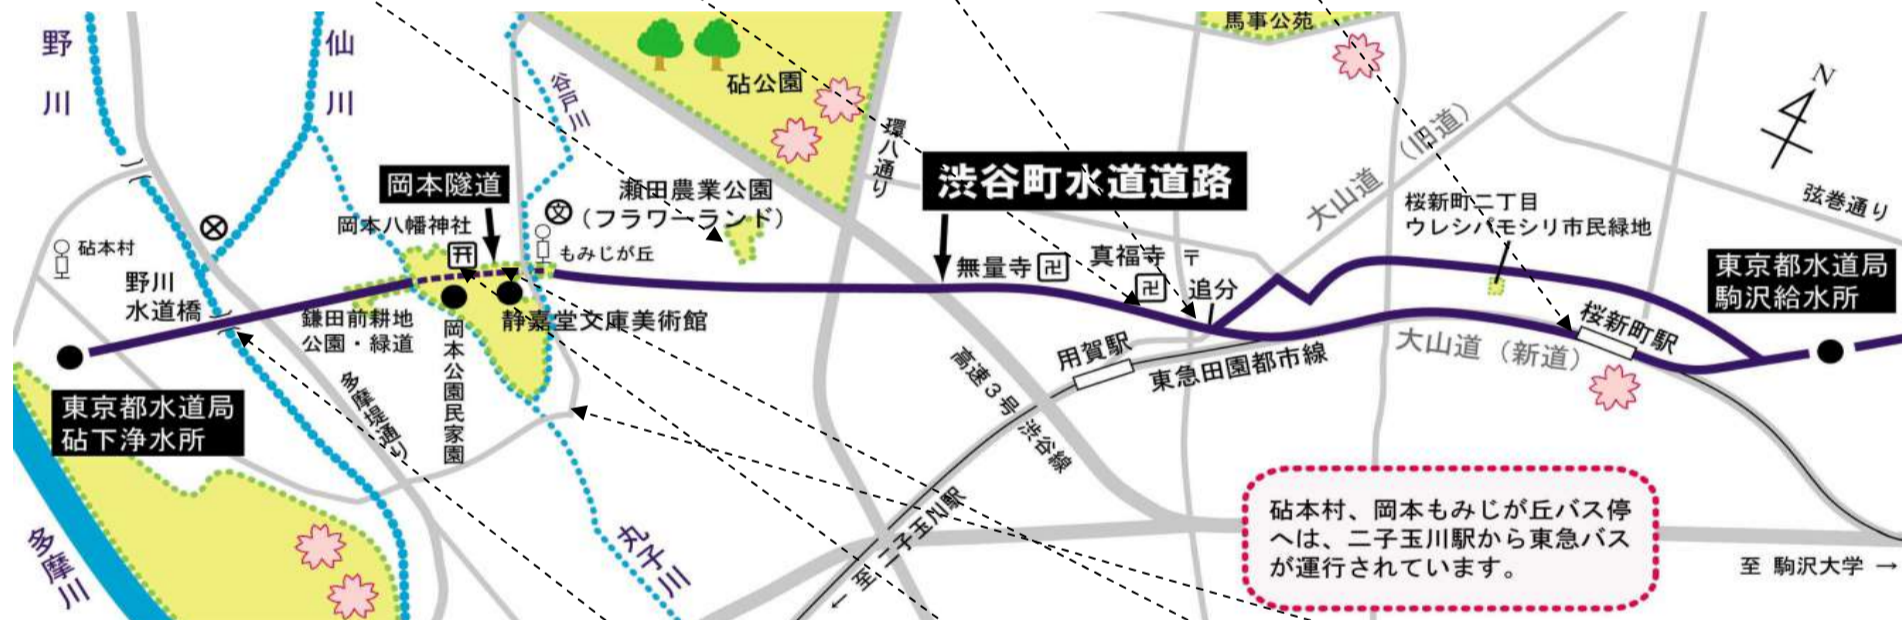 野川
仙川
谷戸川
砧公園
環八通り
馬事公苑
N
大山道（旧道）
弦巻通り
桜新町二丁目
ウレシパモシリ市民緑地
東京都水道局
駒沢給水所
渋谷町水道道路
瀬田農業公園
（フラワーランド）
文
岡本隧道
岡本八幡神社
もみじが丘
砧本村
野川
水道橋
鎌田前耕地
公園・緑道
岡本公園民家園
静嘉堂文庫美術館
無量寺
真福寺
〒
追分
用賀駅
東急田園都市線
大山道（新道）
桜新町駅
高速3号 渋谷線
東京都水道局
砧下浄水所
多摩堤通り
多摩川
丸子川
← 至 二子玉川駅
砧本村、岡本もみじが丘バス停
へは、二子玉川駅から東急バス
が運行されています。
至 駒沢大学 →